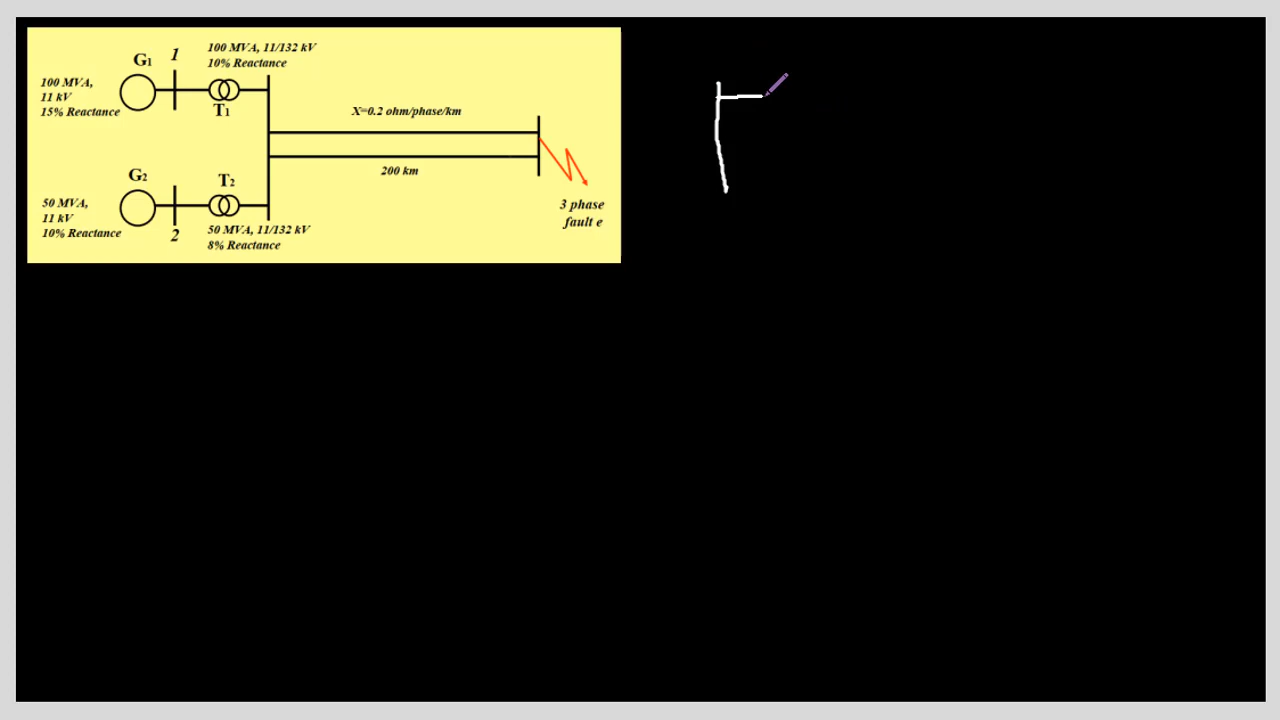 G1 1
100 MVA, 11/132 kV
10% Reactance
100 MVA,
11 kV
15% Reactance
T1
X=0.2 ohm/phase/km
200 km
G2
T2
50 MVA,
11 kV
10% Reactance
2
50 MVA, 11/132 kV
8% Reactance
3 phase
fault e